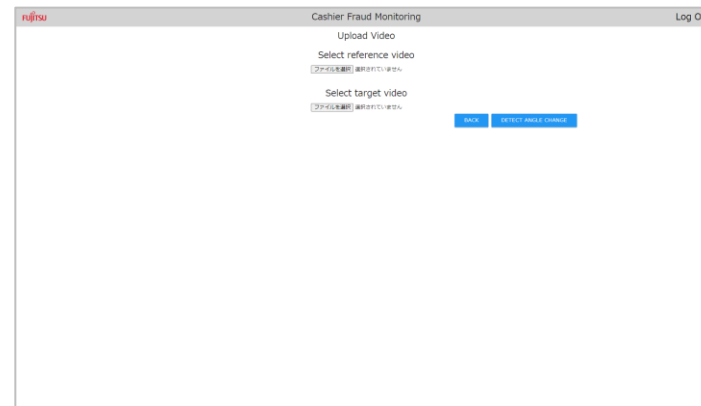 FUJITSU Cashier Fraud Monitoring Log O
Upload Video
Select reference video
ファイルを選択 選択されていません
Select target video
ファイルを選択 選択されていません
BACK DETECT ANGLE CHANGE